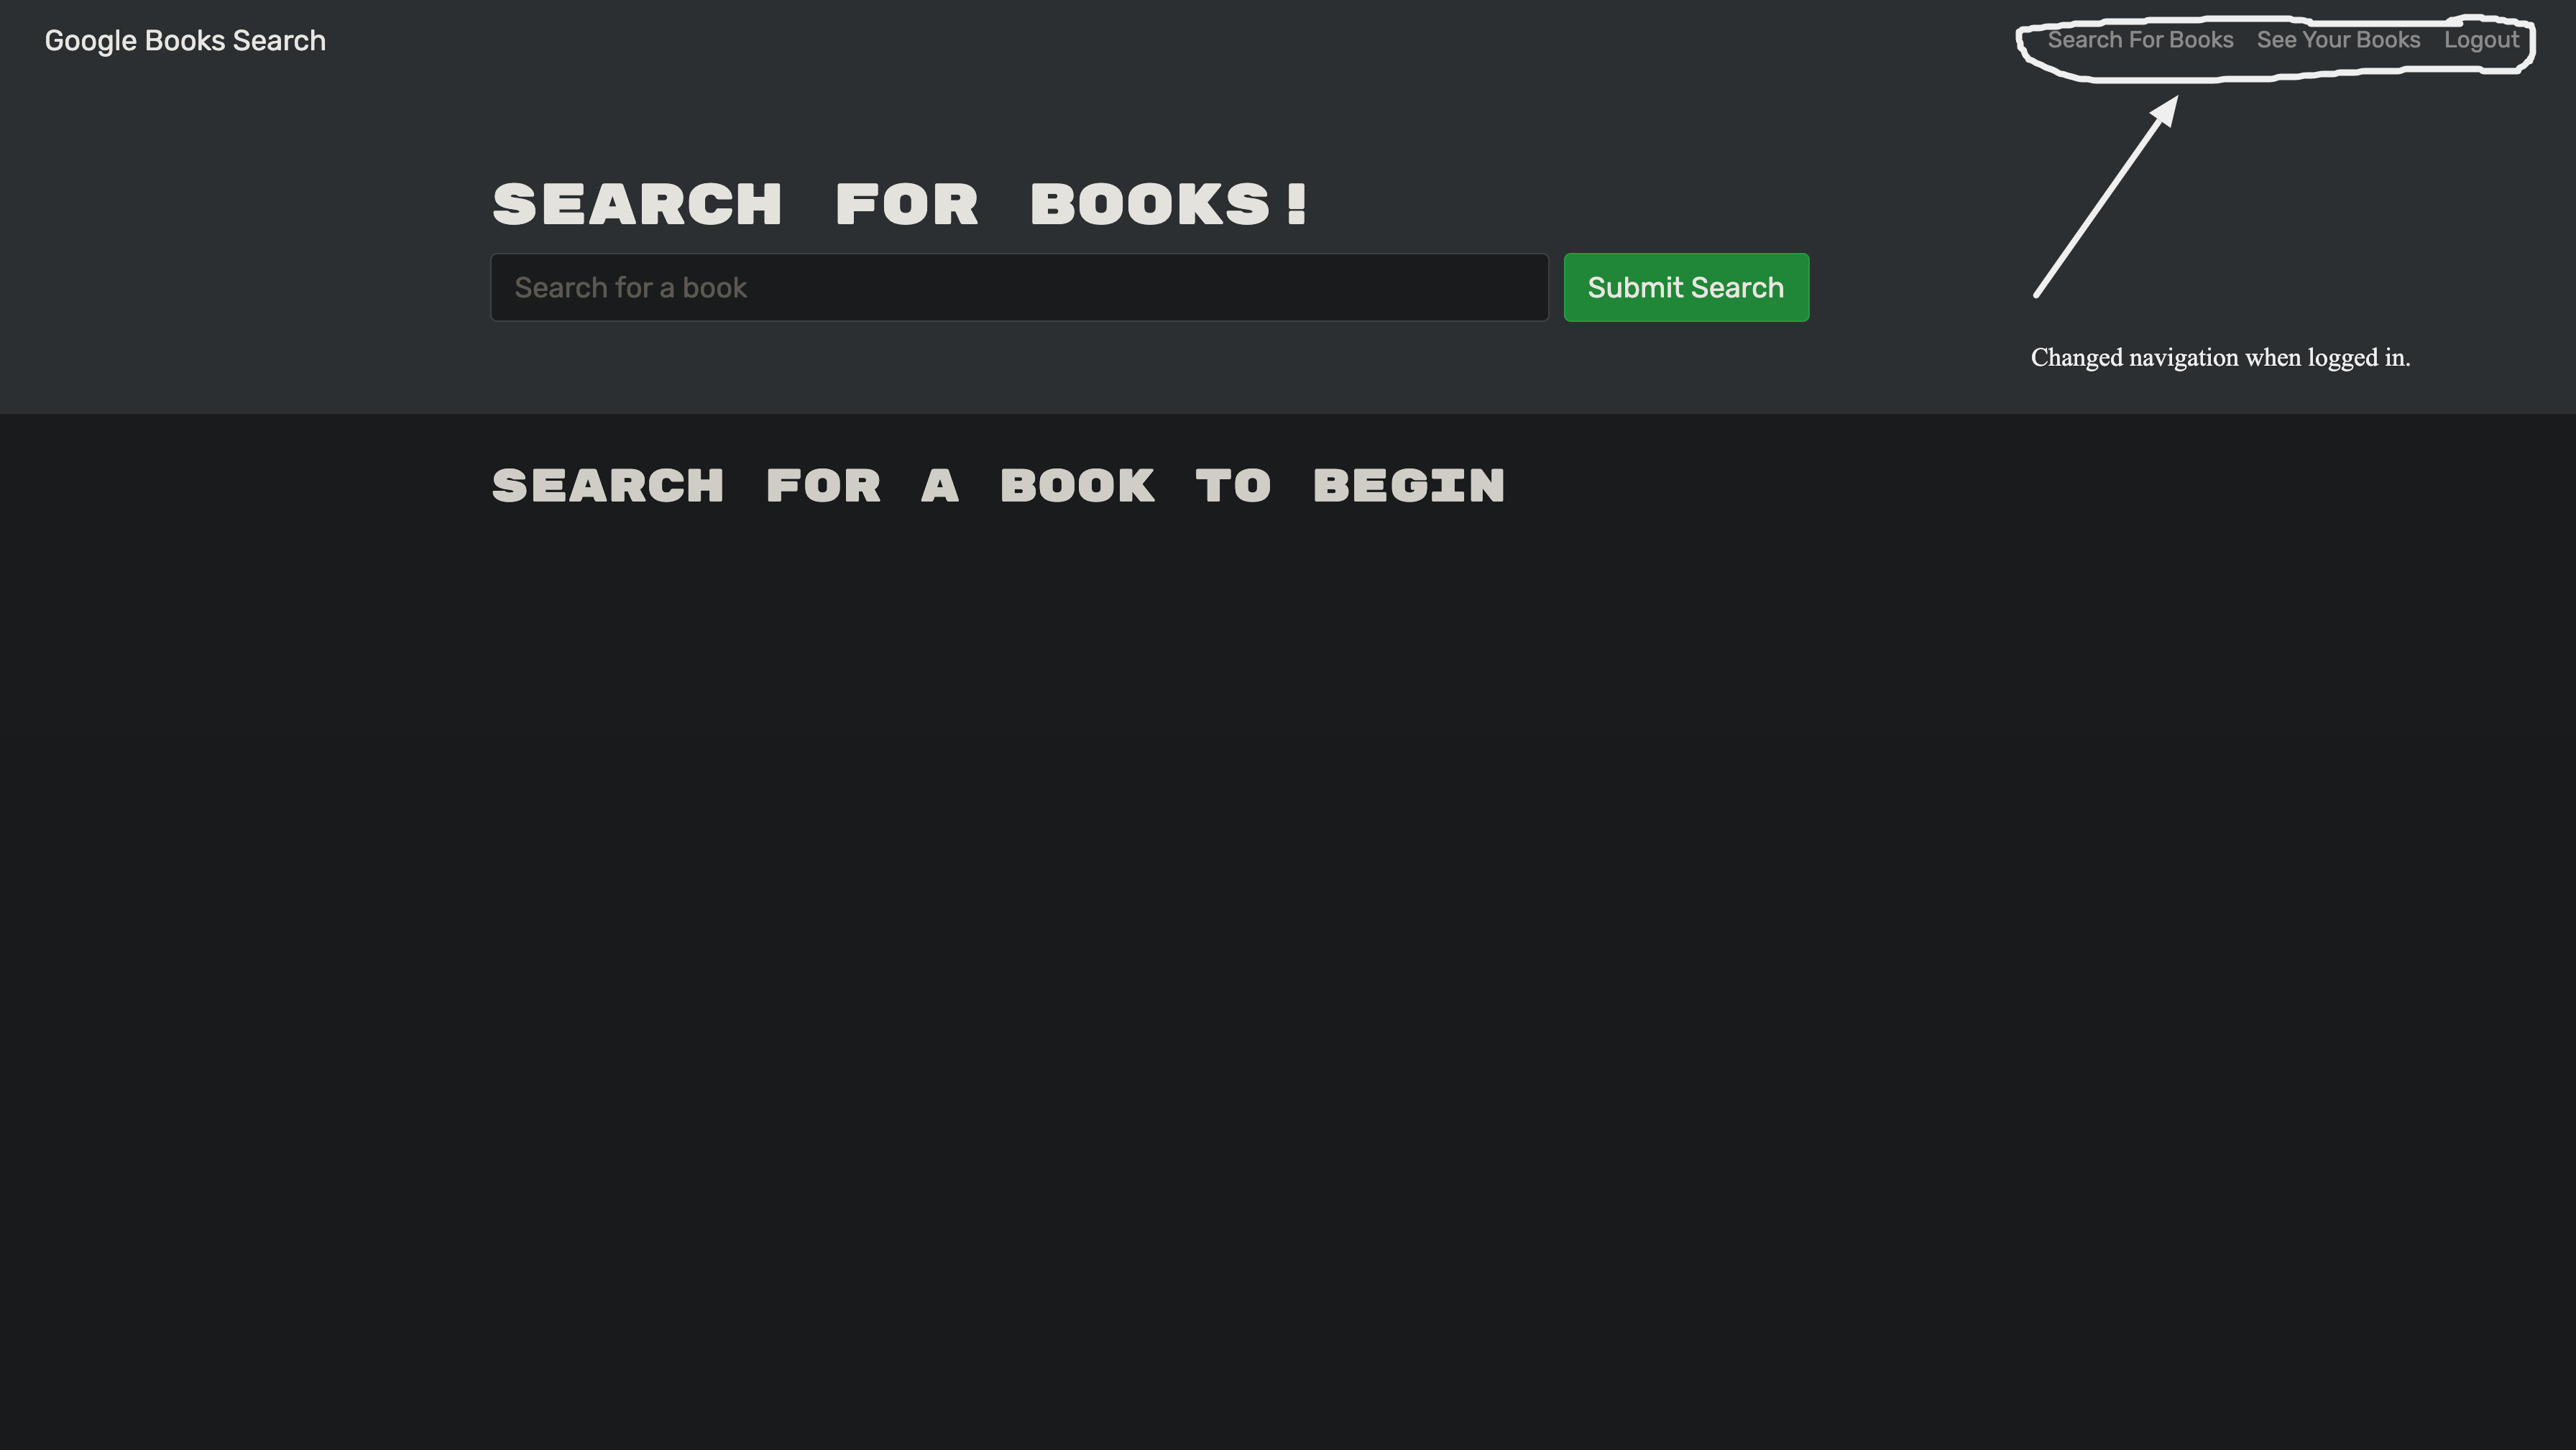 Google Books Search
Search For Books See Your Books Logout
SEARCH FOR BOOKS!
Search for a book
Submit Search
Changed navigation when logged in.
SEARCH FOR A BOOK TO BEGIN